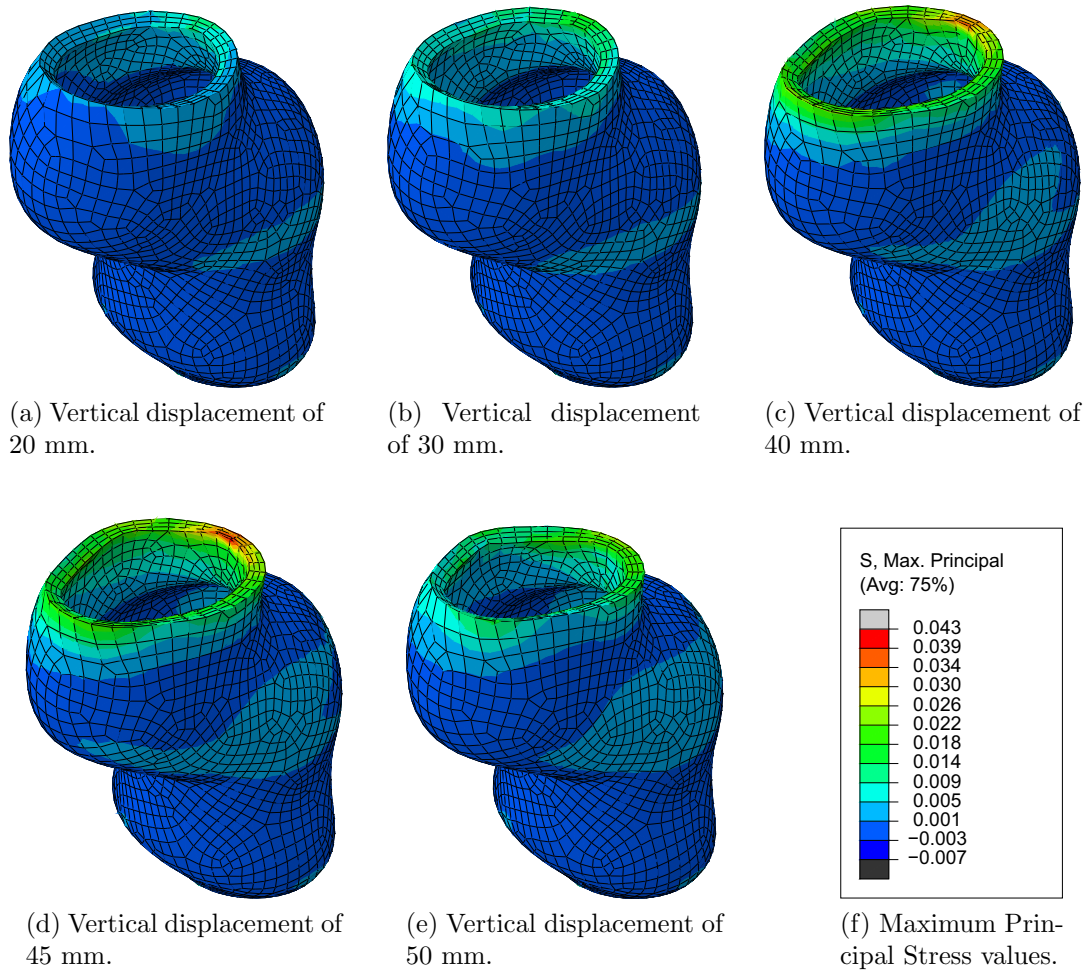 (a) Vertical displacement of
20 mm.
(b) Vertical displacement
of 30 mm.
(c) Vertical displacement of
40 mm.
(d) Vertical displacement of
45 mm.
(e) Vertical displacement of
50 mm.
S, Max. Principal
(Avg: 75%)
0.043
0.039
0.034
0.030
0.026
0.022
0.018
0.014
0.009
0.005
0.001
−0.003
−0.007
(f) Maximum Prin-
cipal Stress values.